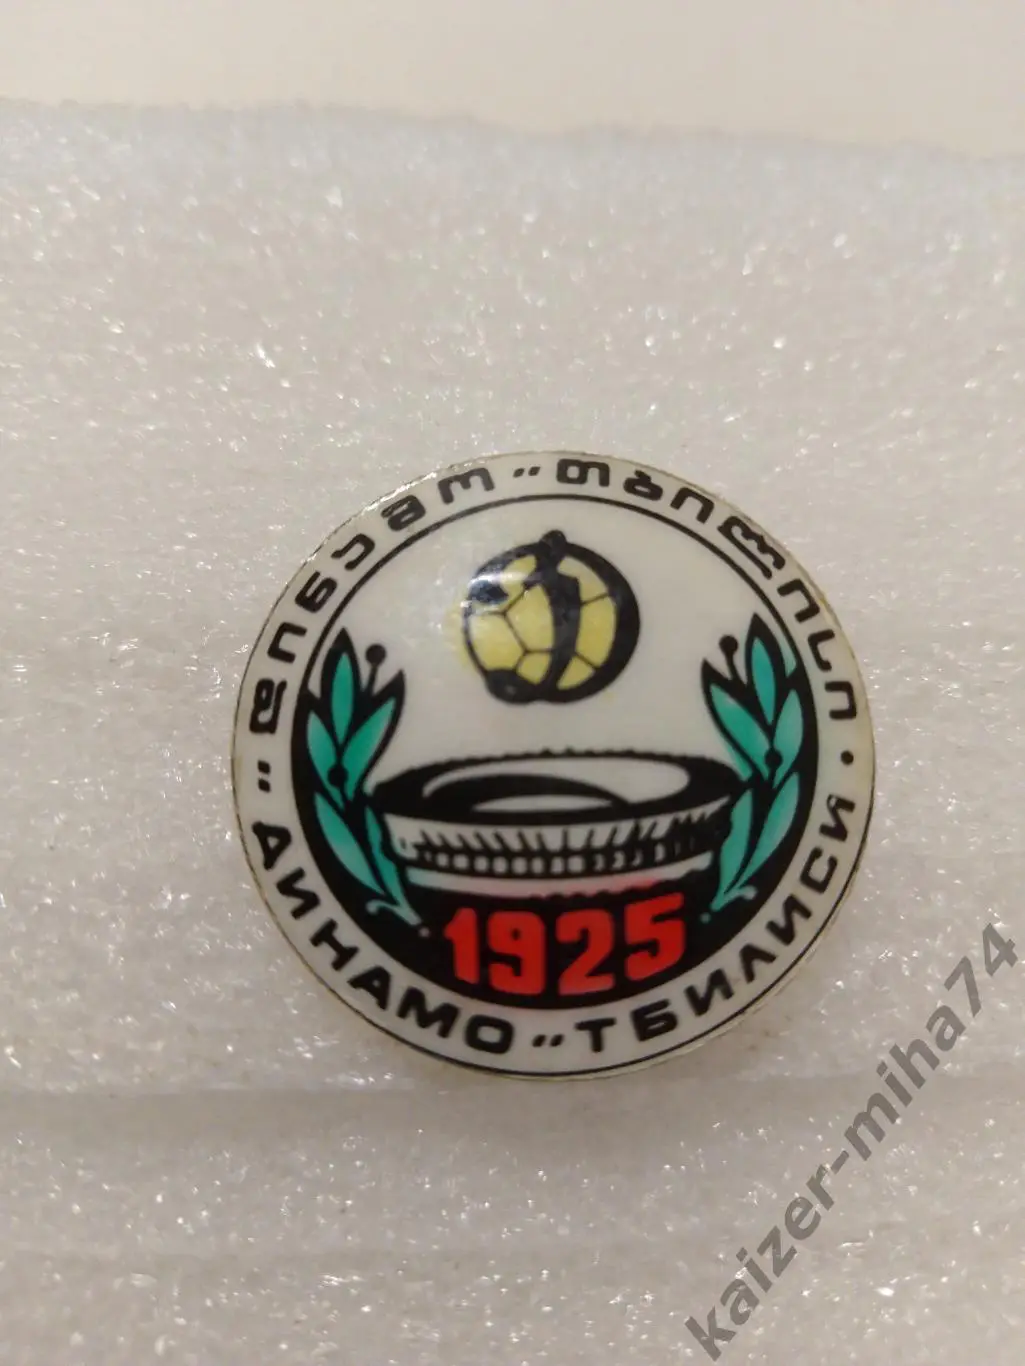 „დინამო“ თბილისი •
1925
„ДИНАМО“ ТБИЛИСИ
kaizer-miha74